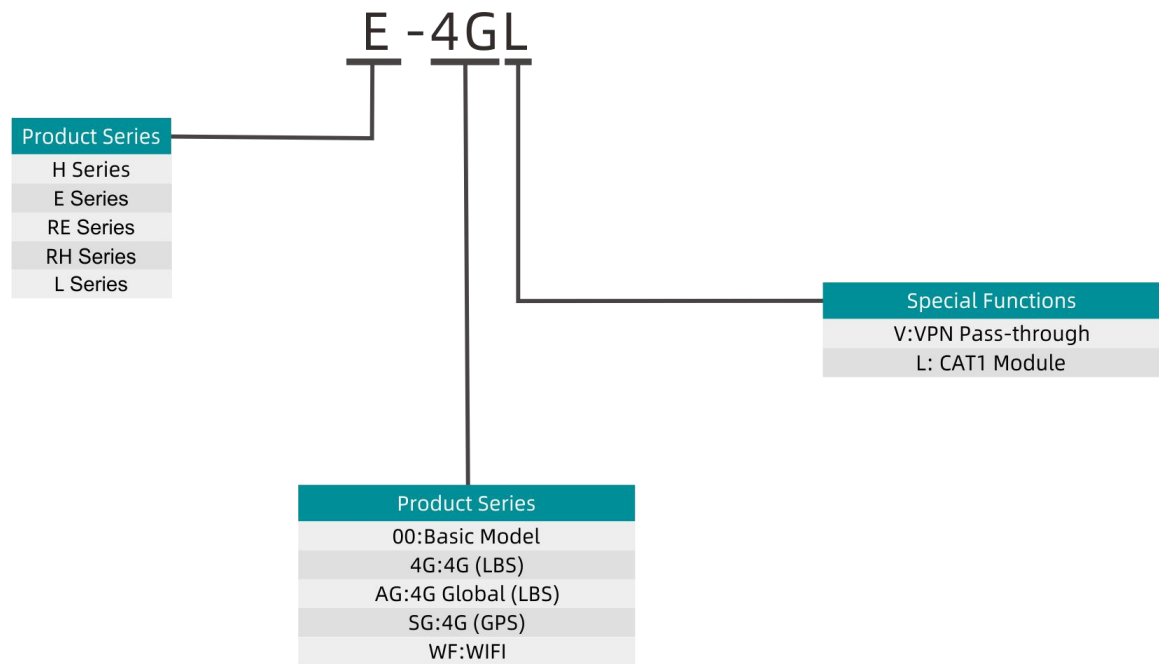 E-4GL
Product Series
H Series
E Series
RE Series
RH Series
L Series
Special Functions
V:VPN Pass-through
L: CAT1 Module
Product Series
00:Basic Model
4G:4G (LBS)
AG:4G Global (LBS)
SG:4G (GPS)
WF:WIFI